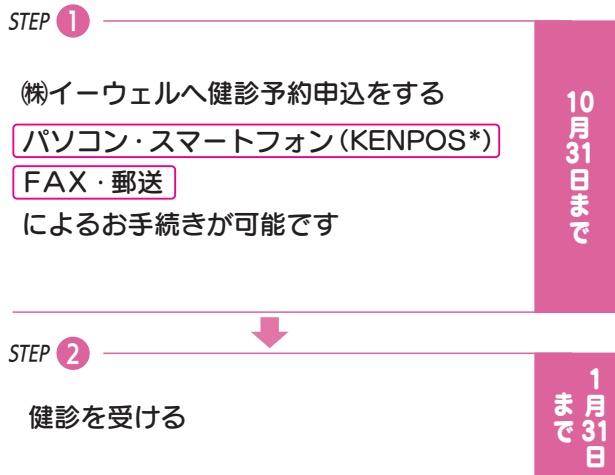 STEP 1
㈱イーウェルへ健診予約申込をする
パソコン・スマートフォン(KENPOS*)
FAX・郵送
によるお手続きが可能です
10月31日まで
STEP 2
健診を受ける
1月31日
まで